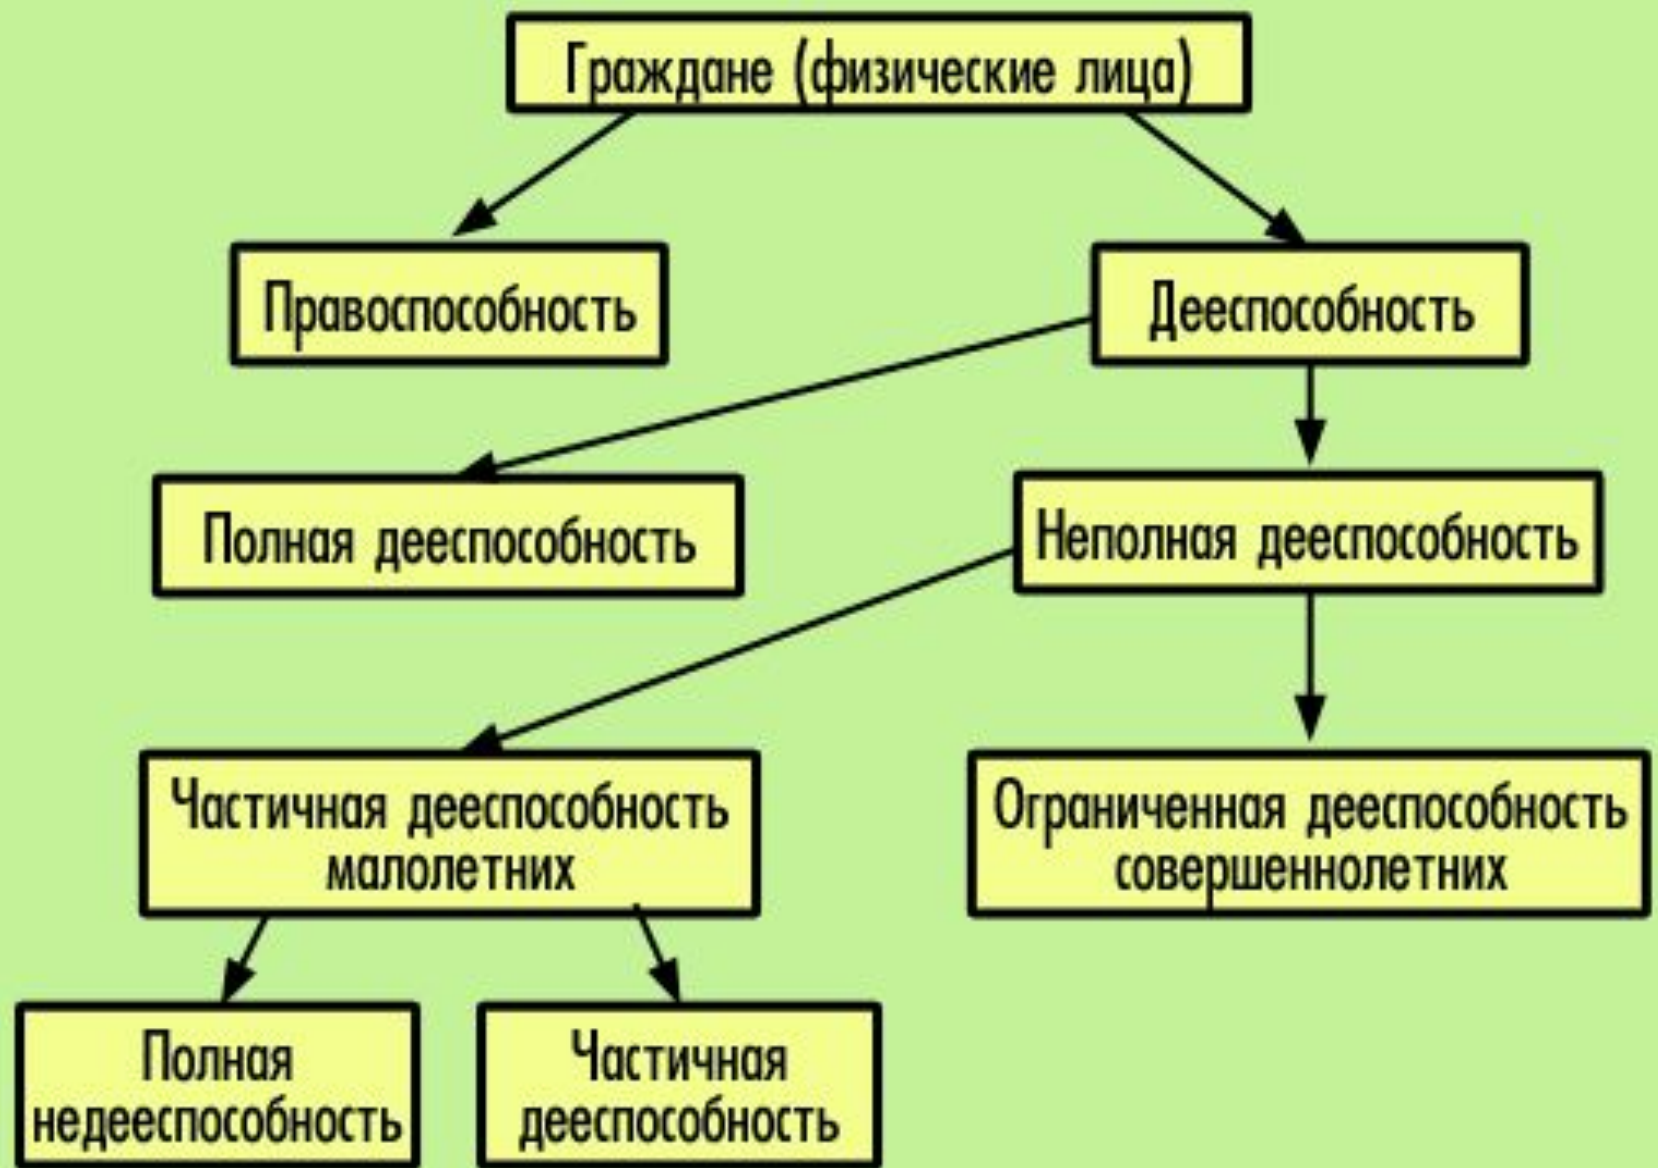 Граждане (физические лица)
Правоспособность
Дееспособность
Полная дееспособность
Неполная дееспособность
Частичная дееспособность
малолетних
Ограниченная дееспособность
совершеннолетних
Полная
недееспособность
Частичная
дееспособность